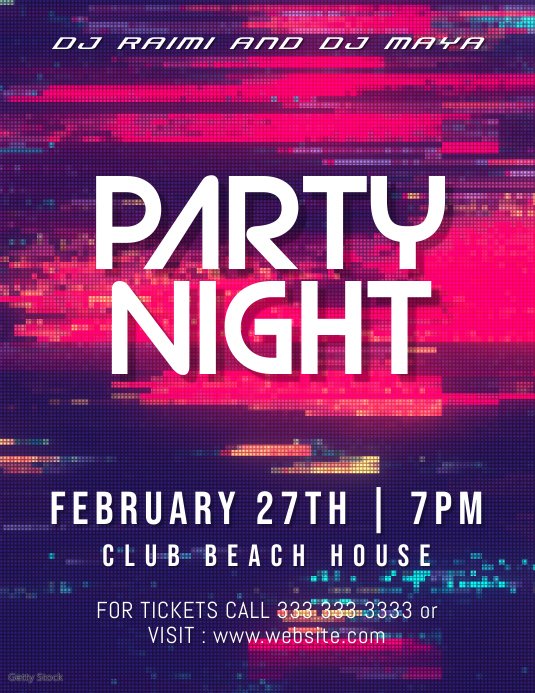 DJ RAIMI AND DJ MAYA
PARTY
NIGHT
FEBRUARY 27TH | 7PM
CLUB BEACH HOUSE
FOR TICKETS CALL 333 333 3333 or
VISIT : www.website.com
Getty Stock